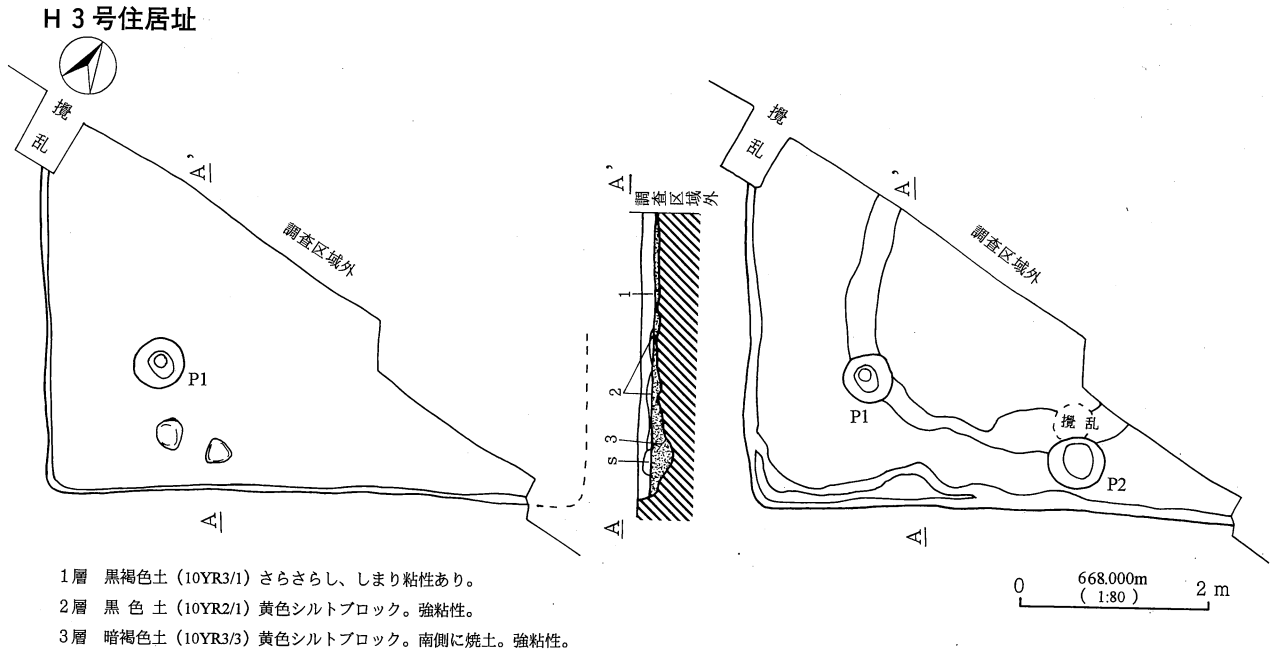 H 3号住居址
攪
乱
A'
調査区域外
P1
A
A'
調査区域外
1
2
3
s
A
攪
乱
A'
調査区域外
P1
攪 乱
P2
A
1層 黒褐色土（10YR3/1）さらさらし、しまり粘性あり。
2層 黒 色 土（10YR2/1）黄色シルトブロック。強粘性。
3層 暗褐色土（10YR3/3）黄色シルトブロック。南側に焼土。強粘性。
668.000m
0 （ 1:80 ） 2 m